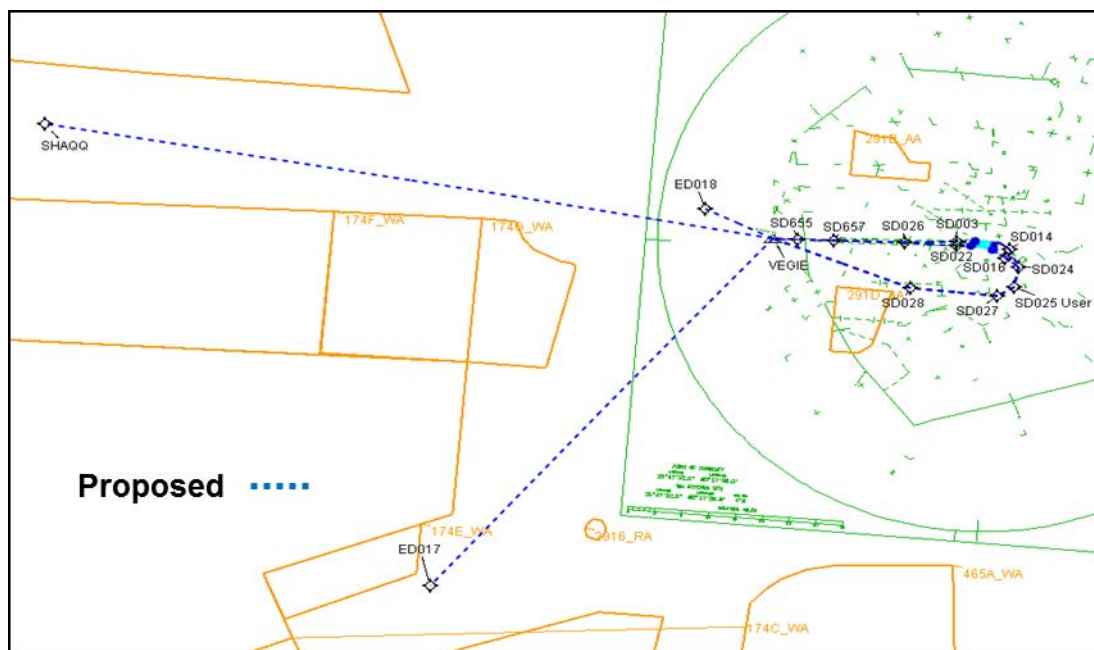 SHAQQ
291B_AA
ED018
174F_WA
174G_WA
SD655
SD657
SD026
SD003
SD014
VEGIE
SD022
SD016
SD024
SD025 User
SD027
SD028
Proposed
174E_WA
ED017
2916_RA
465A_WA
174C_WA